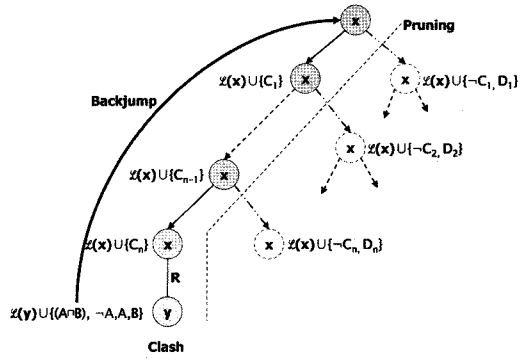 x
Pruning
ℒ(x)∪{C₁}
x
x
ℒ(x)∪{¬C₁, D₁}
Backjump
x
ℒ(x)∪{¬C₂, D₂}
ℒ(x)∪{Cₙ₋₁}
x
ℒ(x)∪{Cₙ}
x
x
ℒ(x)∪{¬Cₙ, Dₙ}
R
ℒ(y)∪{(A⊓B), ¬A,A,B}
y
Clash